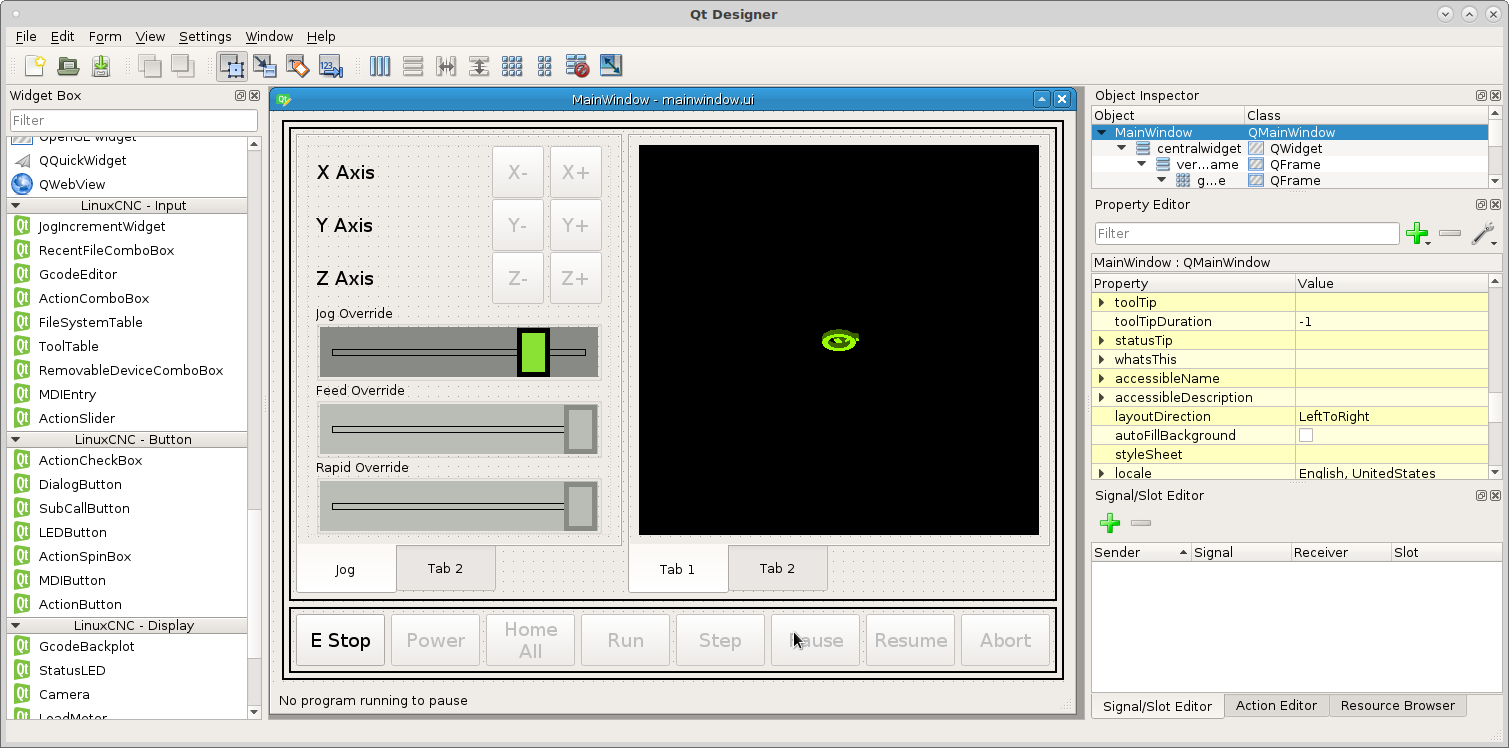 Qt Designer
File Edit Form View Settings Window Help
Widget Box
Filter
OpenGL Widget
QQuickWidget
QWebView
LinuxCNC - Input
JogIncrementWidget
RecentFileComboBox
GcodeEditor
ActionComboBox
FileSystemTable
ToolTable
RemovableDeviceComboBox
MDIEntry
ActionSlider
LinuxCNC - Button
ActionCheckBox
DialogButton
SubCallButton
LEDButton
ActionSpinBox
MDIButton
ActionButton
LinuxCNC - Display
GcodeBackplot
StatusLED
Camera
LoadMeter
MainWindow - mainwindow.ui
X Axis X- X+
Y Axis Y- Y+
Z Axis Z- Z+
Jog Override
Feed Override
Rapid Override
Jog Tab 2
Tab 1 Tab 2
E Stop Power Home All Run Step Pause Resume Abort
No program running to pause
Object Inspector
Object Class
MainWindow QMainWindow
centralwidget QWidget
ver...ame QFrame
g...e QFrame
Property Editor
Filter
MainWindow : QMainWindow
Property Value
toolTip
toolTipDuration -1
statusTip
whatsThis
accessibleName
accessibleDescription
layoutDirection LeftToRight
autoFillBackground
styleSheet
locale English, UnitedStates
Signal/Slot Editor
Sender Signal Receiver Slot
Signal/Slot Editor Action Editor Resource Browser